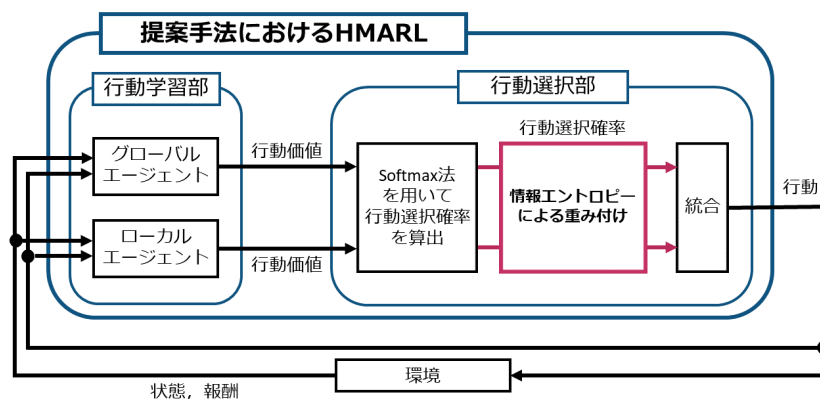 提案手法におけるHMARL
行動学習部
行動選択部
グローバル
エージェント
行動価値
ローカル
エージェント
行動価値
Softmax法
を用いて
行動選択確率
を算出
行動選択確率
情報エントロピー
による重み付け
統合
行動
環境
状態，報酬